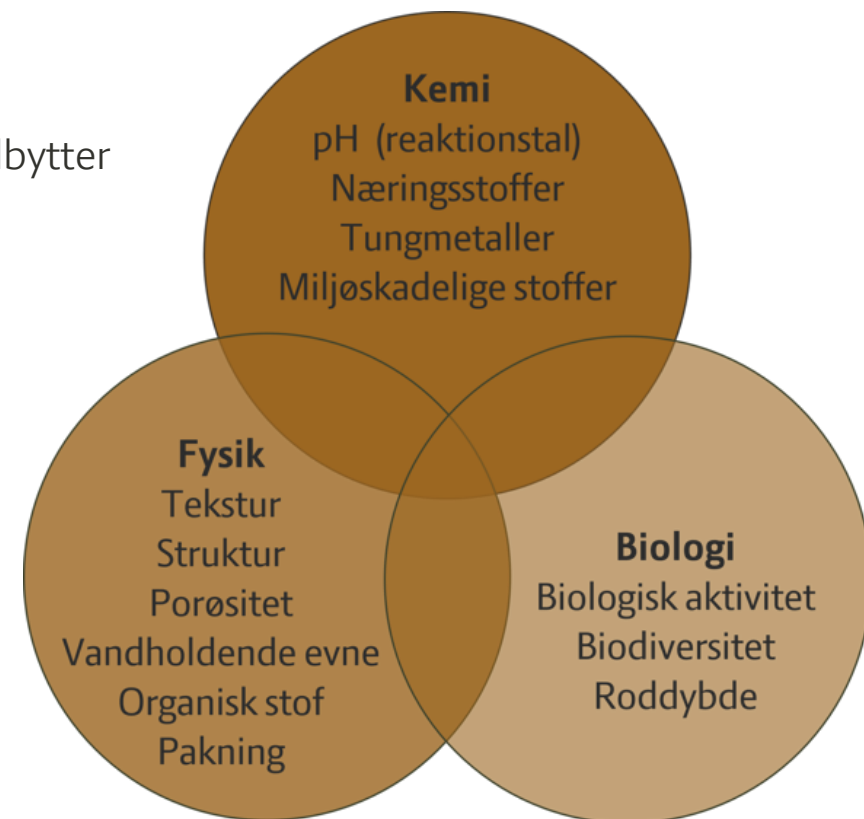 Kemi
lbytter
pH (reaktionstal)
Næringsstoffer
Tungmetaller
Miljøskadelige stoffer
Fysik
Tekstur
Struktur
Porøsitet
Vandholdende evne
Organisk stof
Pakning
Biologi
Biologisk aktivitet
Biodiversitet
Roddybde